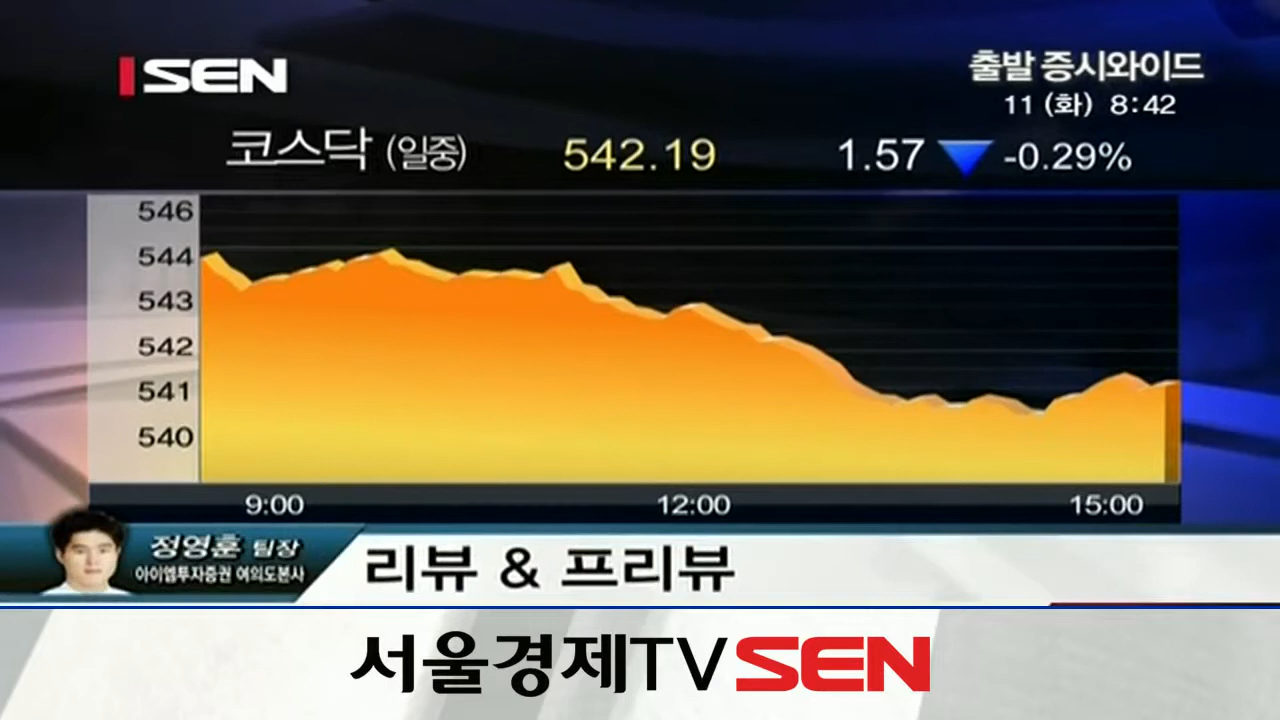 SEN
출발 증시와이드
11 (화) 8:42
코스닥 (일중) 542.19 1.57 ▼ -0.29%
546
544
543
542
541
540
9:00 12:00 15:00
정영훈 팀장
아이엠투자증권 여의도본사
리뷰 & 프리뷰
서울경제TV SEN